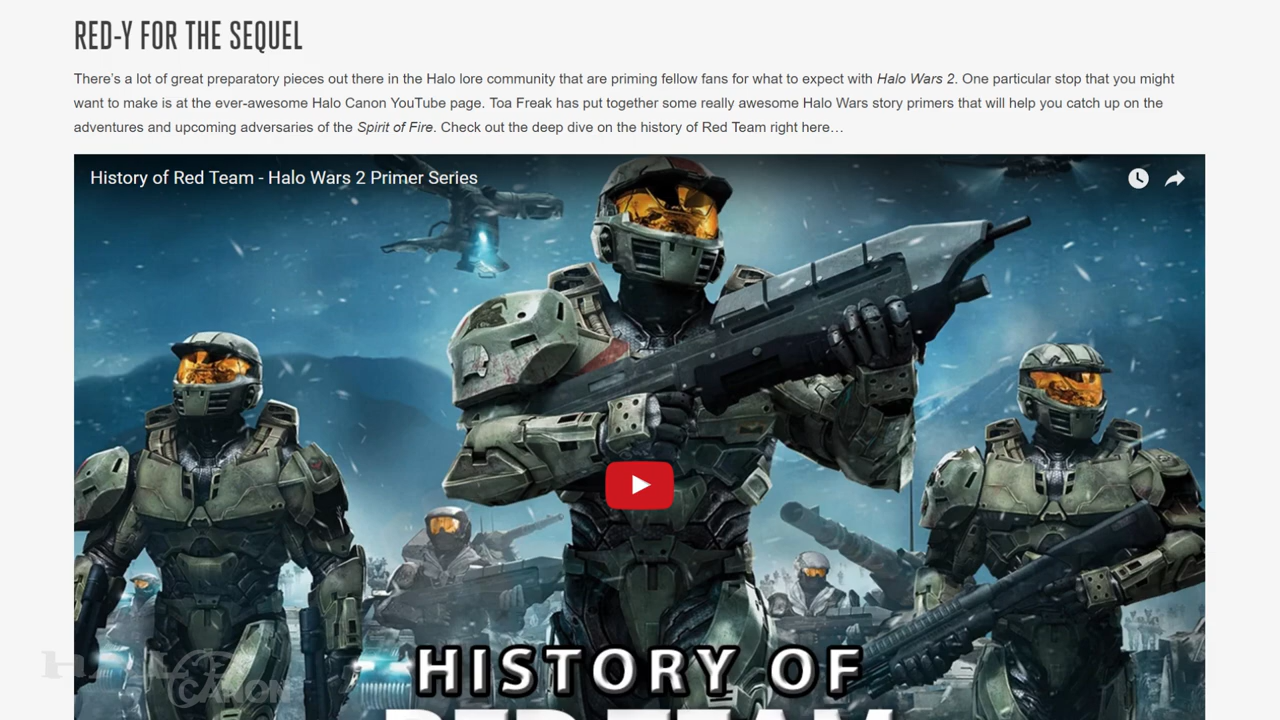 RED-Y FOR THE SEQUEL
There's a lot of great preparatory pieces out there in the Halo lore community that are priming fellow fans for what to expect with Halo Wars 2. One particular stop that you might
want to make is at the ever-awesome Halo Canon YouTube page. Toa Freak has put together some really awesome Halo Wars story primers that will help you catch up on the
adventures and upcoming adversaries of the Spirit of Fire. Check out the deep dive on the history of Red Team right here…
History of Red Team - Halo Wars 2 Primer Series
HISTORY OF
RED TEAM
HALO
CANON